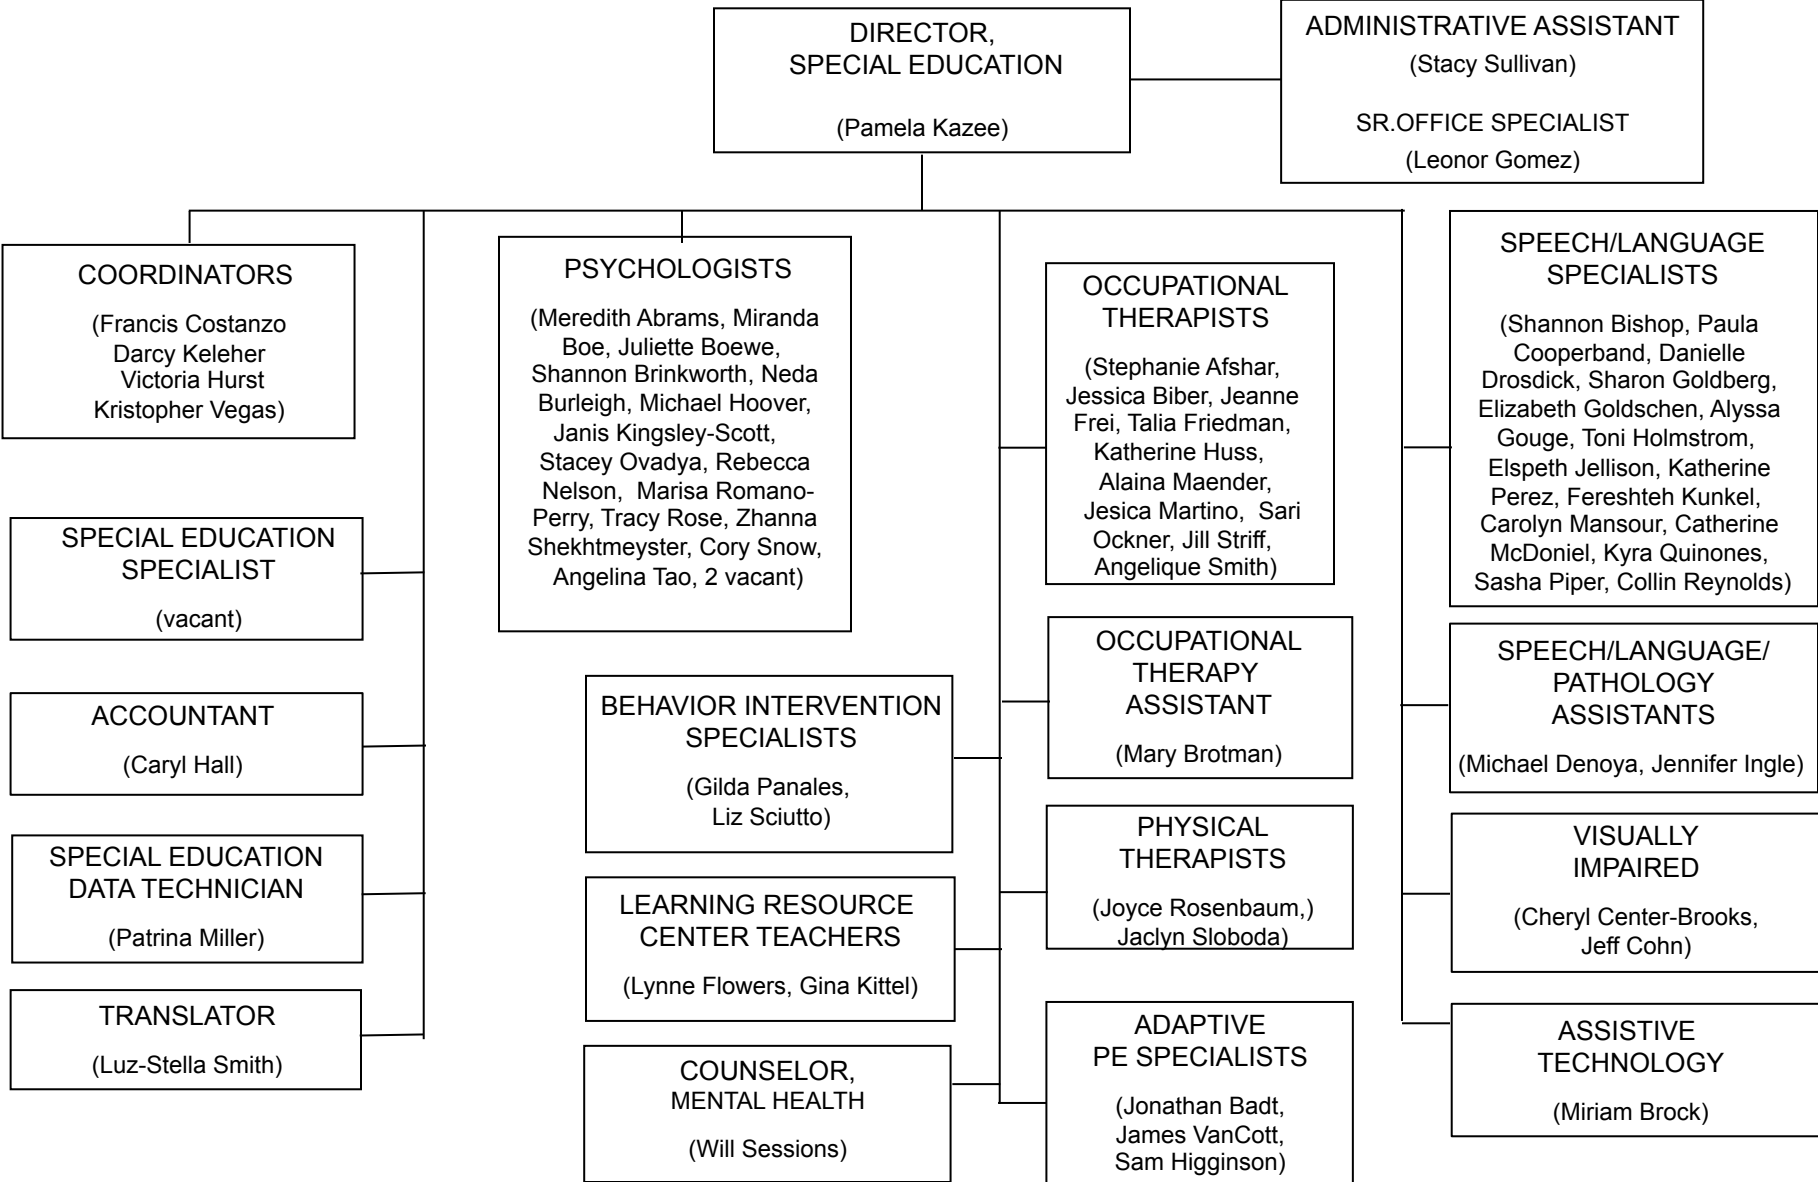 DIRECTOR,
SPECIAL EDUCATION
(Pamela Kazee)
ADMINISTRATIVE ASSISTANT
(Stacy Sullivan)
SR.OFFICE SPECIALIST
(Leonor Gomez)
COORDINATORS
(Francis Costanzo
Darcy Keleher
Victoria Hurst
Kristopher Vegas)
SPECIAL EDUCATION
SPECIALIST
(vacant)
ACCOUNTANT
(Caryl Hall)
SPECIAL EDUCATION
DATA TECHNICIAN
(Patrina Miller)
TRANSLATOR
(Luz-Stella Smith)
PSYCHOLOGISTS
(Meredith Abrams, Miranda
Boe, Juliette Boewe,
Shannon Brinkworth, Neda
Burleigh, Michael Hoover,
Janis Kingsley-Scott,
Stacey Ovadya, Rebecca
Nelson, Marisa Romano-
Perry, Tracy Rose, Zhanna
Shekhtmeyster, Cory Snow,
Angelina Tao, 2 vacant)
BEHAVIOR INTERVENTION
SPECIALISTS
(Gilda Panales,
Liz Sciutto)
LEARNING RESOURCE
CENTER TEACHERS
(Lynne Flowers, Gina Kittel)
COUNSELOR,
MENTAL HEALTH
(Will Sessions)
OCCUPATIONAL
THERAPISTS
(Stephanie Afshar,
Jessica Biber, Jeanne
Frei, Talia Friedman,
Katherine Huss,
Alaina Maender,
Jesica Martino, Sari
Ockner, Jill Striff,
Angelique Smith)
OCCUPATIONAL
THERAPY
ASSISTANT
(Mary Brotman)
PHYSICAL
THERAPISTS
(Joyce Rosenbaum,)
Jaclyn Sloboda)
ADAPTIVE
PE SPECIALISTS
(Jonathan Badt,
James VanCott,
Sam Higginson)
SPEECH/LANGUAGE
SPECIALISTS
(Shannon Bishop, Paula
Cooperband, Danielle
Drosdick, Sharon Goldberg,
Elizabeth Goldschen, Alyssa
Gouge, Toni Holmstrom,
Elspeth Jellison, Katherine
Perez, Fereshteh Kunkel,
Carolyn Mansour, Catherine
McDoniel, Kyra Quinones,
Sasha Piper, Collin Reynolds)
SPEECH/LANGUAGE/
PATHOLOGY
ASSISTANTS
(Michael Denoya, Jennifer Ingle)
VISUALLY
IMPAIRED
(Cheryl Center-Brooks,
Jeff Cohn)
ASSISTIVE
TECHNOLOGY
(Miriam Brock)